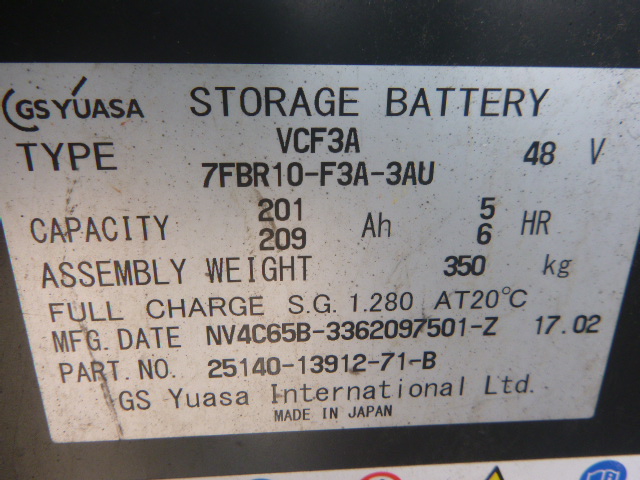 GS YUASA STORAGE BATTERY
TYPE VCF3A 48 V
7FBR10-F3A-3AU
CAPACITY 201 Ah 5 HR
209 6
ASSEMBLY WEIGHT 350 kg
FULL CHARGE S.G. 1.280 AT20℃
MFG. DATE NV4C65B-3362097501-Z 17.02
PART. NO. 25140-13912-71-B
GS Yuasa International Ltd.
MADE IN JAPAN